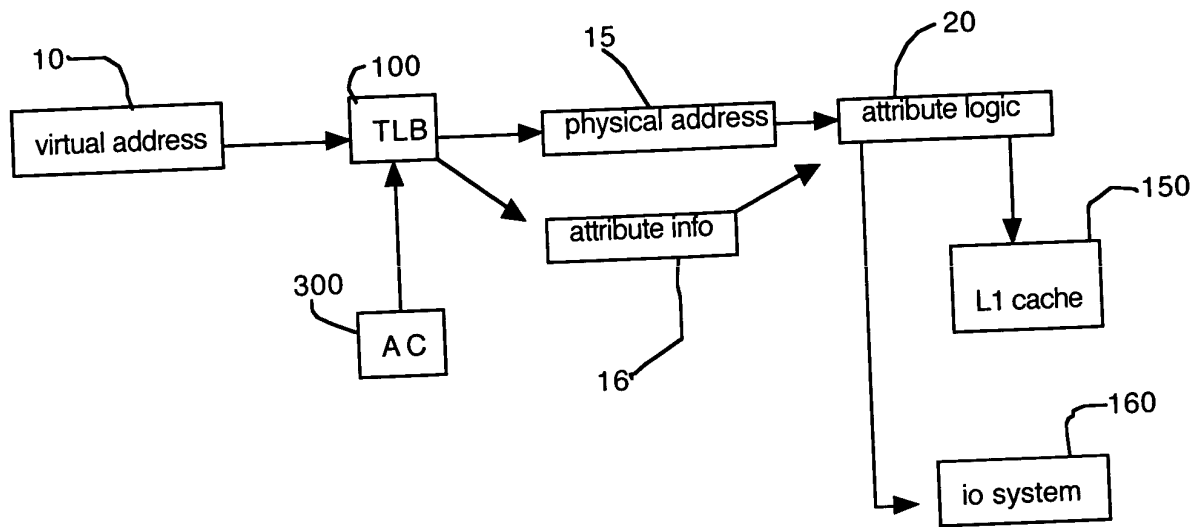 10
100
15
20
virtual address
TLB
physical address
attribute logic
attribute info
150
L1 cache
300
AC
16
160
io system